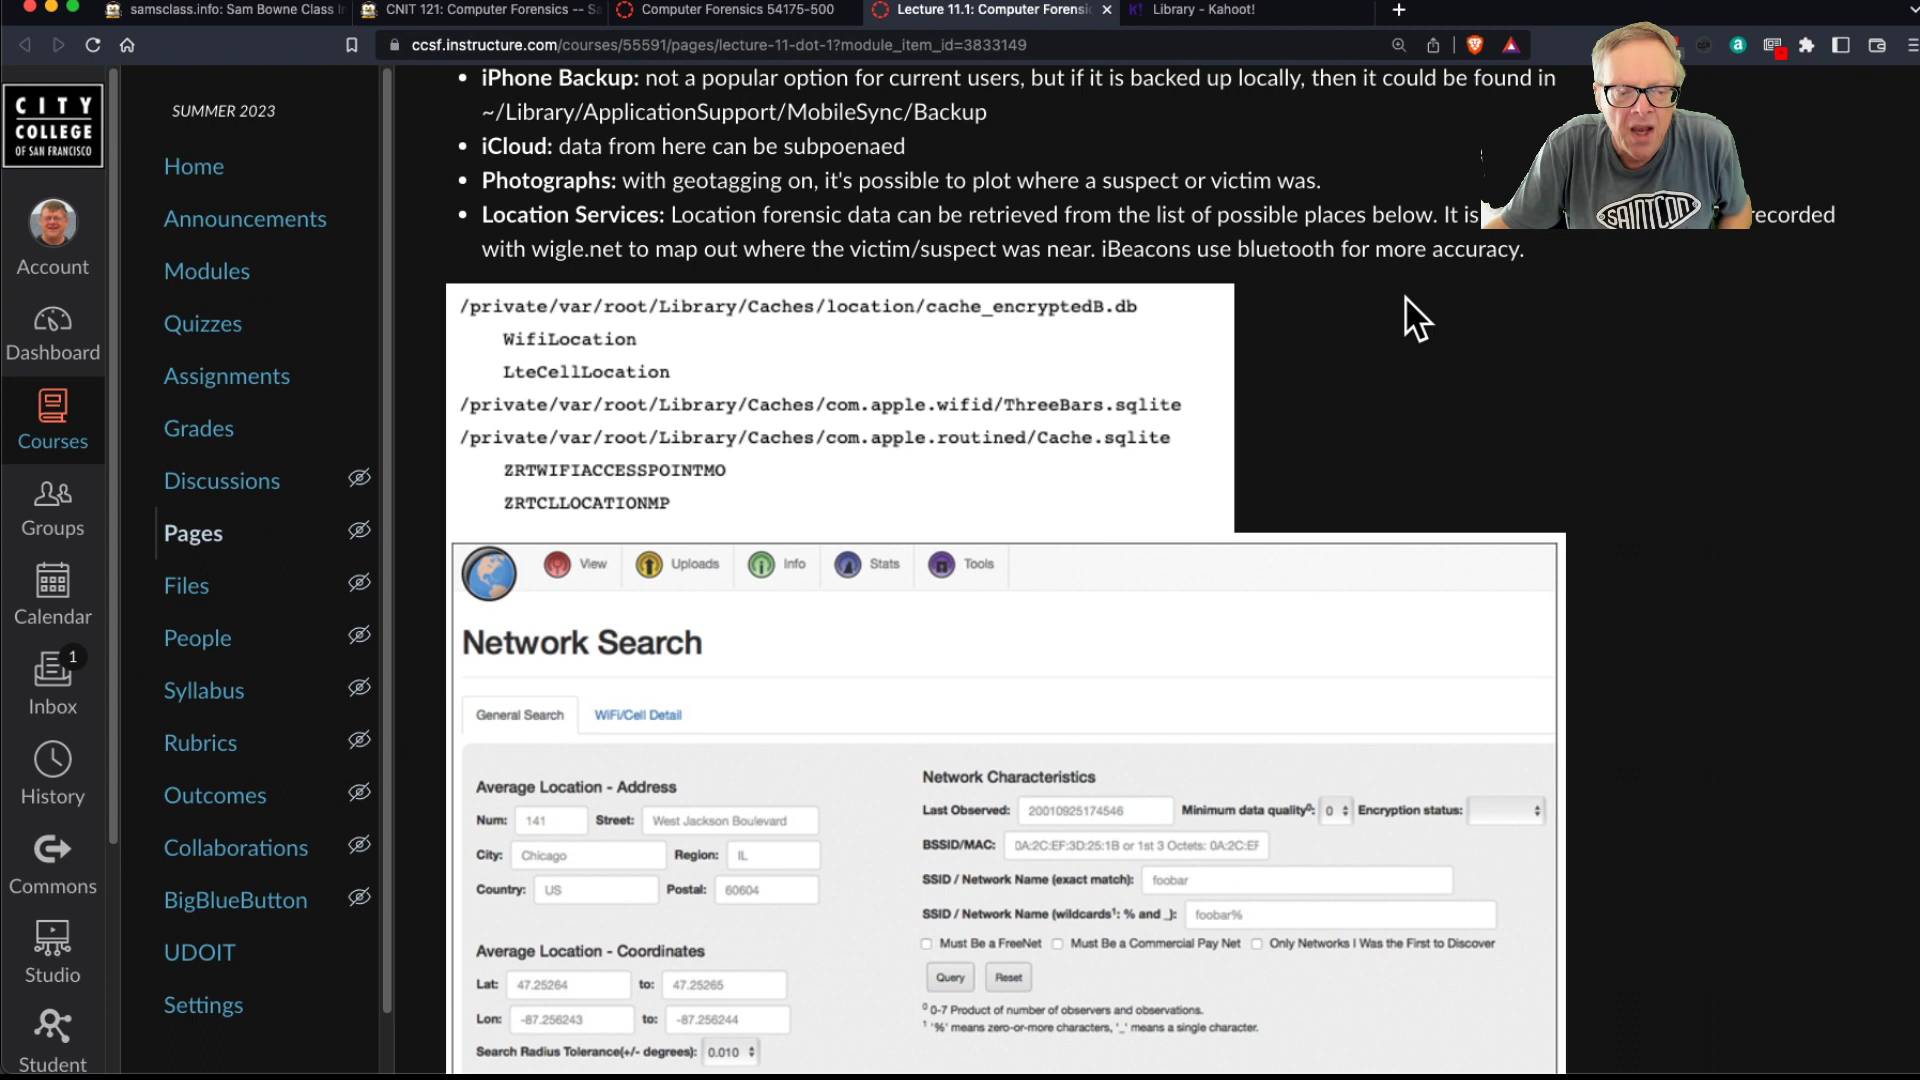 samsclass.info: Sam Bowne Class In
CNIT 121: Computer Forensics -- Sa
Computer Forensics 54175-500
Lecture 11.1: Computer Forensi
K!
Library - Kahoot!
ccsf.instructure.com/courses/55591/pages/lecture-11-dot-1?module_item_id=3833149
CITY
COLLEGE
OF SAN FRANCISCO
Account
Dashboard
Courses
Groups
Calendar
1
Inbox
History
Commons
Studio
Student
SUMMER 2023
Home
Announcements
Modules
Quizzes
Assignments
Grades
Discussions
Pages
Files
People
Syllabus
Rubrics
Outcomes
Collaborations
BigBlueButton
UDOIT
Settings
• iPhone Backup: not a popular option for current users, but if it is backed up locally, then it could be found in
~/Library/ApplicationSupport/MobileSync/Backup
• iCloud: data from here can be subpoenaed
• Photographs: with geotagging on, it's possible to plot where a suspect or victim was.
• Location Services: Location forensic data can be retrieved from the list of possible places below. It is recorded
with wigle.net to map out where the victim/suspect was near. iBeacons use bluetooth for more accuracy.
SAINTCON
/private/var/root/Library/Caches/location/cache_encryptedB.db
WifiLocation
LteCellLocation
/private/var/root/Library/Caches/com.apple.wifid/ThreeBars.sqlite
/private/var/root/Library/Caches/com.apple.routined/Cache.sqlite
ZRTWIFIACCESSPOINTMO
ZRTCLLOCATIONMP
View Uploads Info Stats Tools
Network Search
General Search WiFi/Cell Detail
Average Location - Address
Num: 141 Street: West Jackson Boulevard
City: Chicago Region: IL
Country: US Postal: 60604
Average Location - Coordinates
Lat: 47.25264 to: 47.25265
Lon: -87.256243 to: -87.256244
Search Radius Tolerance(+/- degrees): 0.010
Network Characteristics
Last Observed: 20010925174546 Minimum data quality⁰: 0 Encryption status:
BSSID/MAC: 0A:2C:EF:3D:25:1B or 1st 3 Octets: 0A:2C:EF
SSID / Network Name (exact match): foobar
SSID / Network Name (wildcards¹: % and _): foobar%
Must Be a FreeNet Must Be a Commercial Pay Net Only Networks I Was the First to Discover
Query Reset
⁰ 0-7 Product of number of observers and observations.
¹ '%' means zero-or-more characters, '_' means a single character.